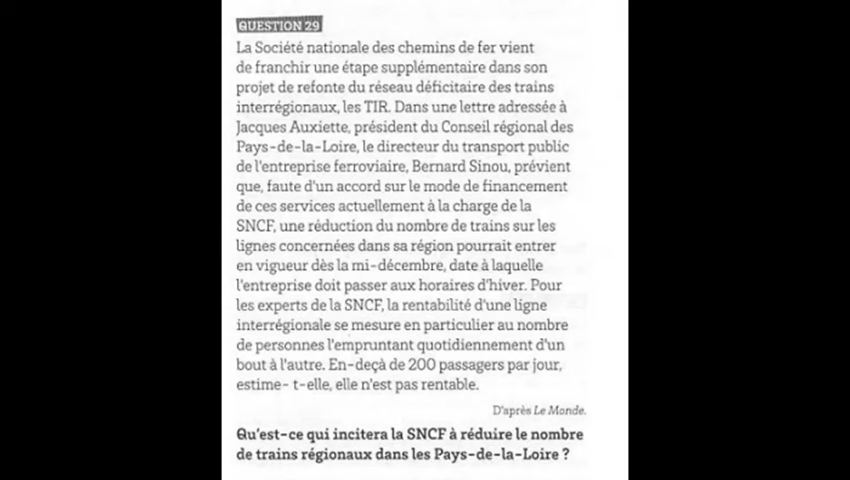 QUESTION 29
La Société nationale des chemins de fer vient
de franchir une étape supplémentaire dans son
projet de refonte du réseau déficitaire des trains
interrégionaux, les TIR. Dans une lettre adressée à
Jacques Auxiette, président du Conseil régional des
Pays-de-la-Loire, le directeur du transport public
de l'entreprise ferroviaire, Bernard Sinou, prévient
que, faute d'un accord sur le mode de financement
de ces services actuellement à la charge de la
SNCF, une réduction du nombre de trains sur les
lignes concernées dans sa région pourrait entrer
en vigueur dès la mi-décembre, date à laquelle
l'entreprise doit passer aux horaires d'hiver. Pour
les experts de la SNCF, la rentabilité d'une ligne
interrégionale se mesure en particulier au nombre
de personnes l'empruntant quotidiennement d'un
bout à l'autre. En-deçà de 200 passagers par jour,
estime- t-elle, elle n'est pas rentable.
D'après Le Monde.
Qu'est-ce qui incitera la SNCF à réduire le nombre
de trains régionaux dans les Pays-de-la-Loire ?